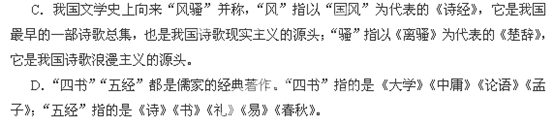 C．我国文学史上向来“风骚”并称，“风”指以“国风”为代表的《诗经》，它是我国
最早的一部诗歌总集，也是我国诗歌现实主义的源头；“骚”指以《离骚》为代表的《楚辞》，
它是我国诗歌浪漫主义的源头。
D．“四书”“五经”都是儒家的经典著作。“四书”指的是《大学》《中庸》《论语》《孟
子》；“五经”指的是《诗》《书》《礼》《易》《春秋》。